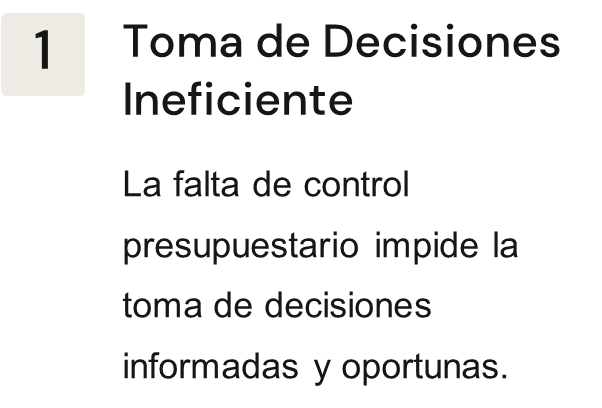 1
Toma de Decisiones
Ineficiente
La falta de control
presupuestario impide la
toma de decisiones
informadas y oportunas.